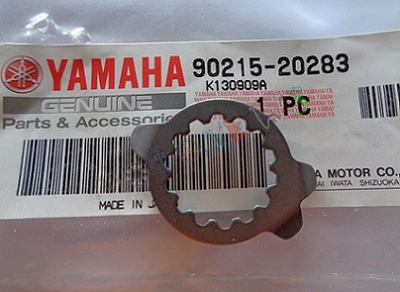 YAMAHA 90215-20283
K130909A
GENUINE
1 PC
Parts & Accessories
MOTOR CO.,
MADE IN
IWATA SHIZUOKA